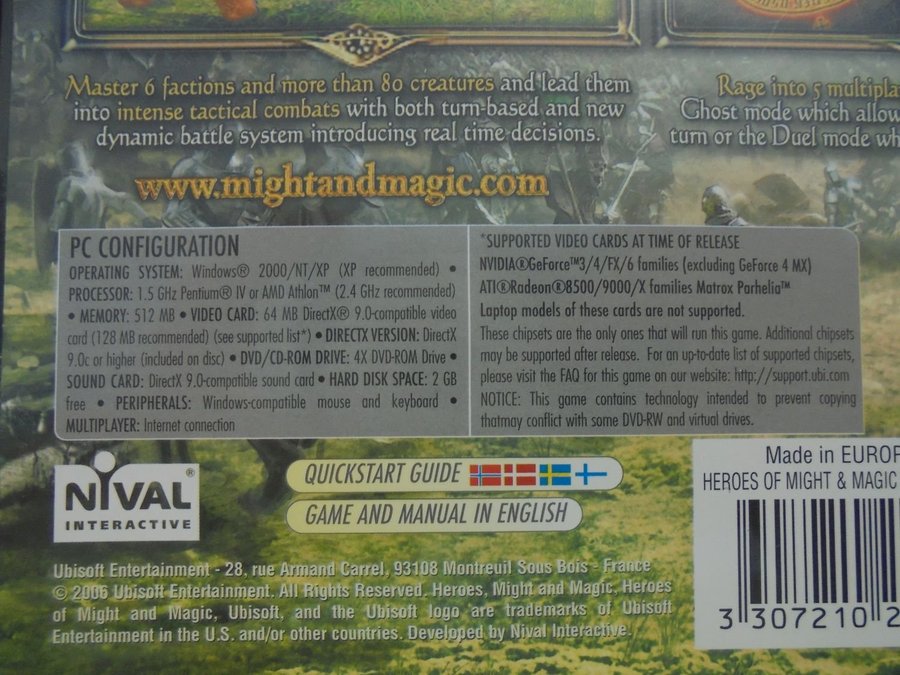 Master 6 factions and more than 80 creatures and lead them
into intense tactical combats with both turn-based and new
dynamic battle system introducing real time decisions.
Rage into 5
Ghost mode which
turn or the Duel mode
www.mightandmagic.com
PC CONFIGURATION
OPERATING SYSTEM: Windows® 2000/NT/XP (XP recommended) •
PROCESSOR: 1.5 GHz Pentium® IV or AMD Athlon™ (2.4 GHz recommended)
• MEMORY: 512 MB • VIDEO CARD: 64 MB DirectX® 9.0-compatible video
card (128 MB recommended) (see supported list*) • DIRECTX VERSION: DirectX
9.0c or higher (included on disc) • DVD/CD-ROM DRIVE: 4X DVD-ROM Drive •
SOUND CARD: DirectX 9.0-compatible sound card • HARD DISK SPACE: 2 GB
free • PERIPHERALS: Windows-compatible mouse and keyboard •
MULTIPLAYER: Internet connection
*SUPPORTED VIDEO CARDS AT TIME OF RELEASE
NVIDIA®GeForce™3/4/FX/6 families (excluding GeForce 4 MX)
ATI®Radeon®8500/9000/X families Matrox Parhelia™
Laptop models of these cards are not supported.
These chipsets are the only ones that will run this game. Additional chipsets
may be supported after release. For an up-to-date list of supported chipsets,
please visit the FAQ for this game on our website: http://support.ubi.com
NOTICE: This game contains technology intended to prevent copying
thatmay conflict with some DVD-RW and virtual drives.
NIVAL®
INTERACTIVE
QUICKSTART GUIDE
GAME AND MANUAL IN ENGLISH
Made in
HEROES OF MIGHT & MAGIC
3 307210 2
Ubisoft Entertainment - 28, rue Armand Carrel, 93108 Montreuil Sous Bois - France
© 2006 Ubisoft Entertainment. All Rights Reserved. Heroes, Might and Magic, Heroes
of Might and Magic, Ubisoft, and the Ubisoft logo are trademarks of Ubisoft
Entertainment in the U.S. and/or other countries. Developed by Nival Interactive.